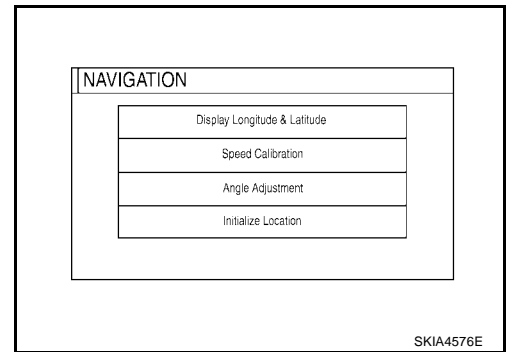 NAVIGATION
Display Longitude & Latitude
Speed Calibration
Angle Adjustment
Initialize Location
SKIA4576E